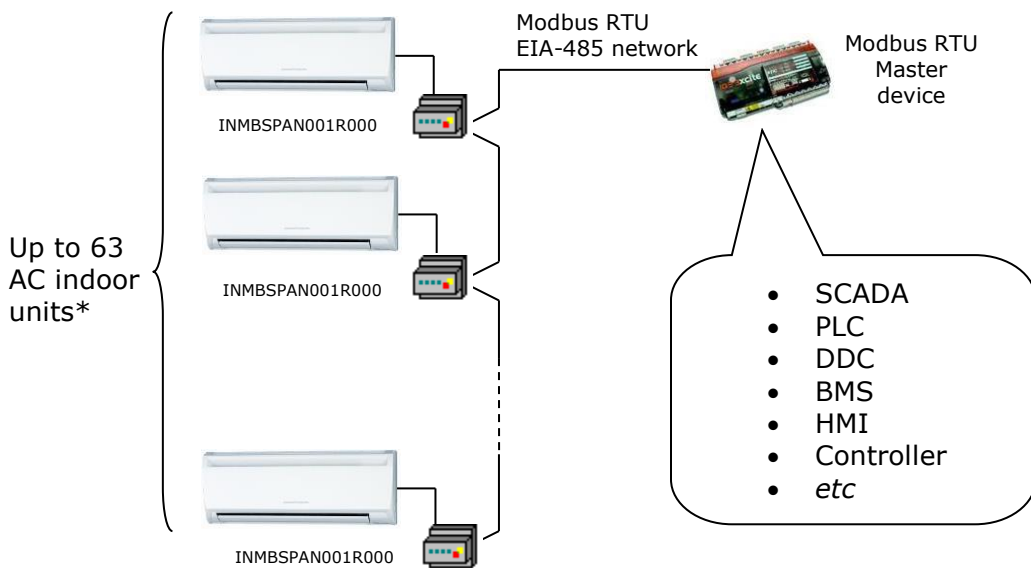 Modbus RTU
EIA-485 network
Modbus RTU
Master
device
INMBSPAN001R000
INMBSPAN001R000
Up to 63
AC indoor
units*
• SCADA
• PLC
• DDC
• BMS
• HMI
• Controller
• etc
INMBSPAN001R000